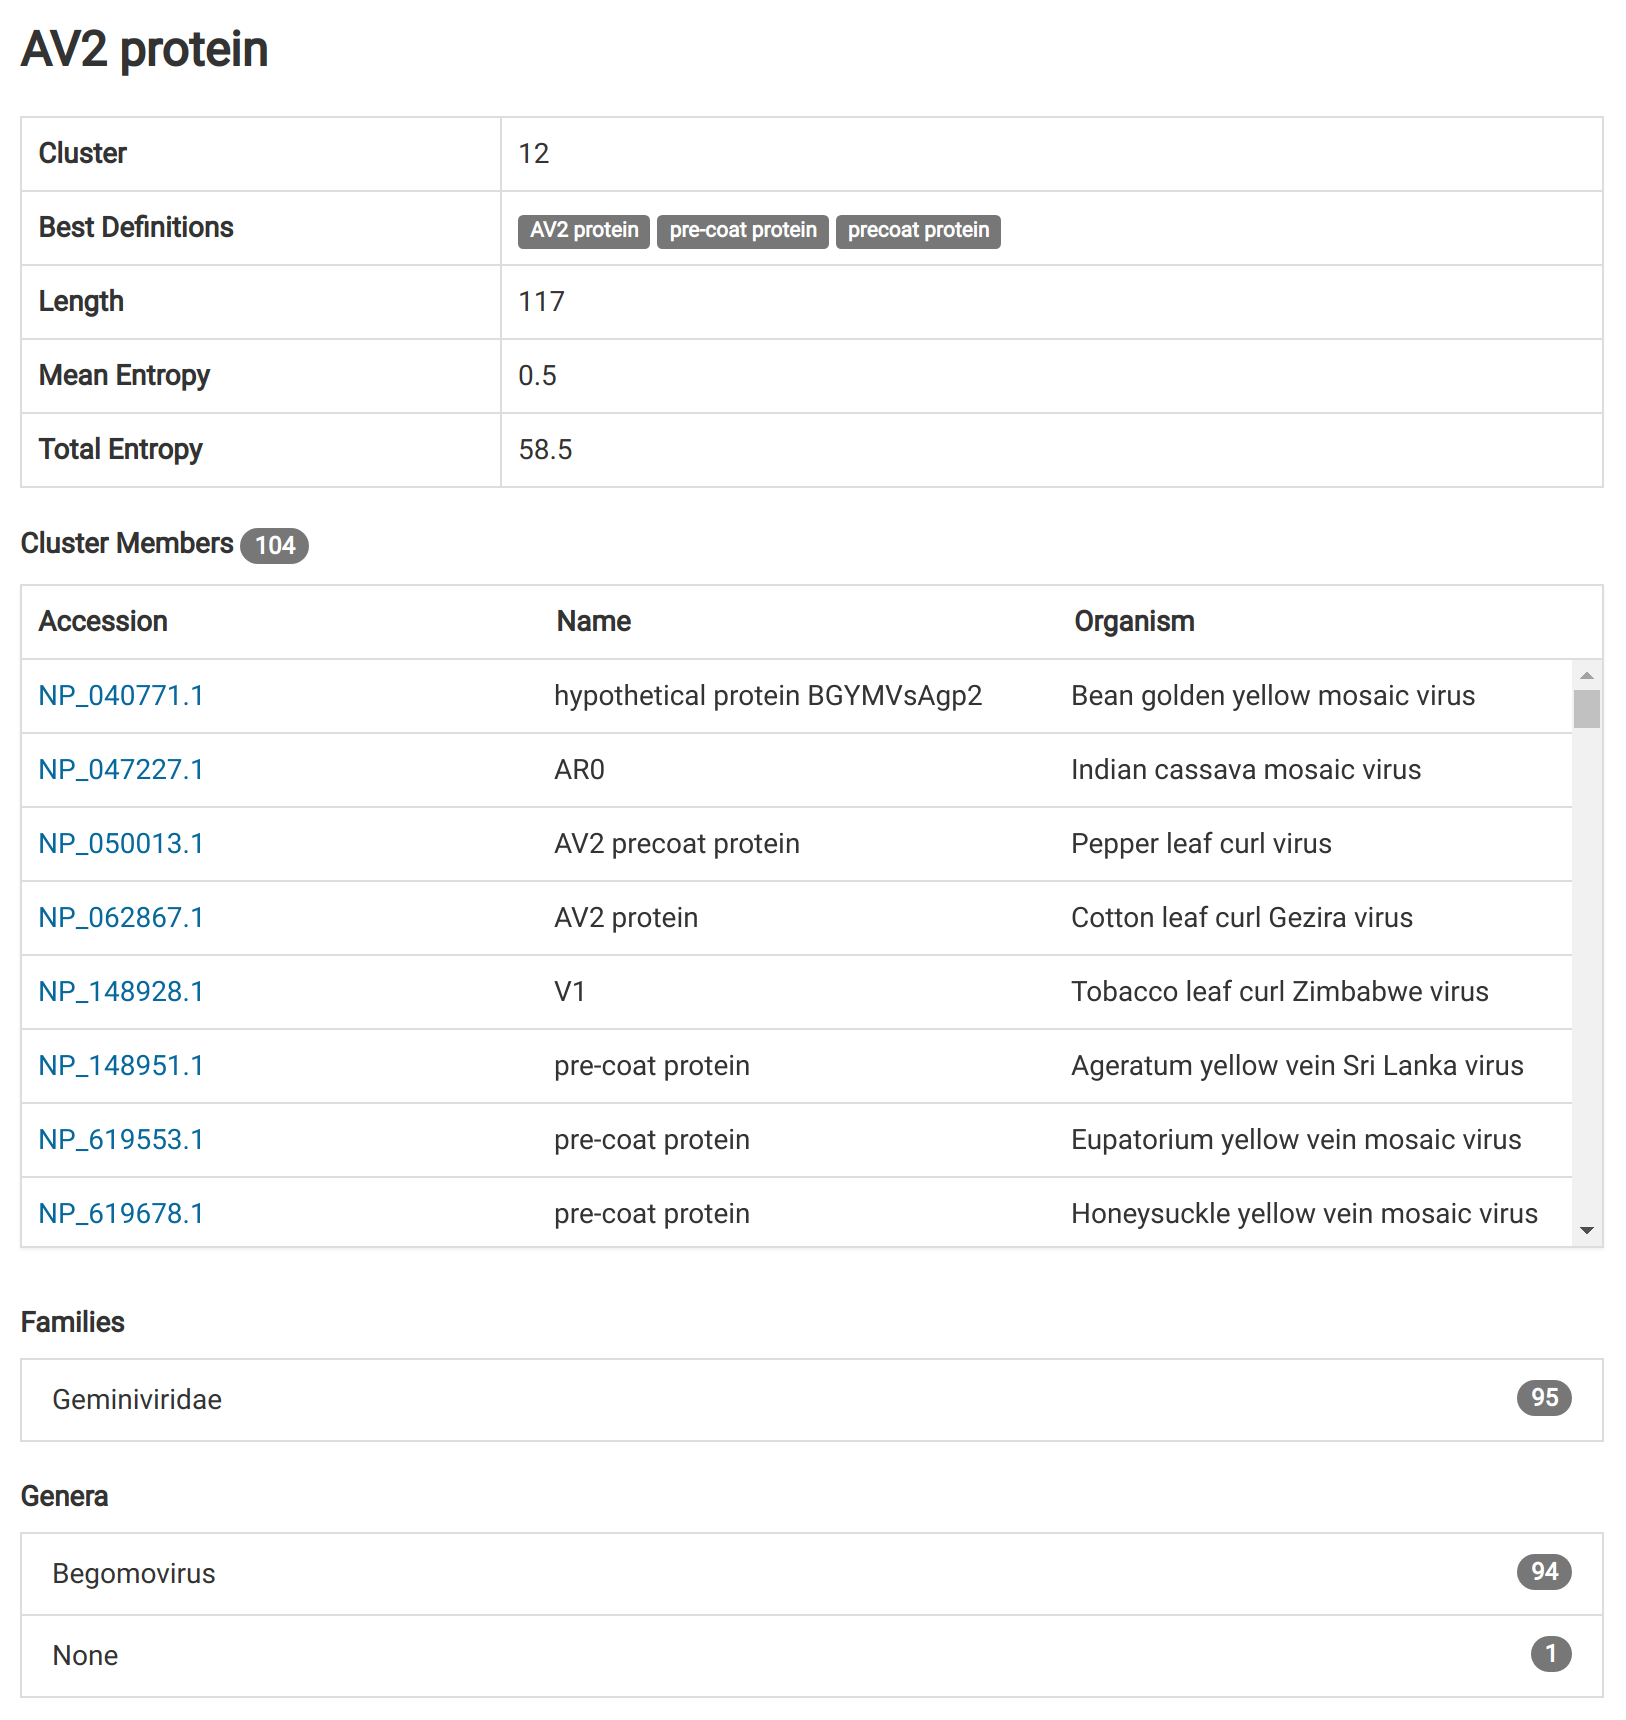 AV2 protein
Cluster 12
Best Definitions AV2 protein pre-coat protein precoat protein
Length 117
Mean Entropy 0.5
Total Entropy 58.5
Cluster Members 104
Accession Name Organism
NP_040771.1 hypothetical protein BGYMVsAgp2 Bean golden yellow mosaic virus
NP_047227.1 AR0 Indian cassava mosaic virus
NP_050013.1 AV2 precoat protein Pepper leaf curl virus
NP_062867.1 AV2 protein Cotton leaf curl Gezira virus
NP_148928.1 V1 Tobacco leaf curl Zimbabwe virus
NP_148951.1 pre-coat protein Ageratum yellow vein Sri Lanka virus
NP_619553.1 pre-coat protein Eupatorium yellow vein mosaic virus
NP_619678.1 pre-coat protein Honeysuckle yellow vein mosaic virus
Families
Geminiviridae 95
Genera
Begomovirus 94
None 1